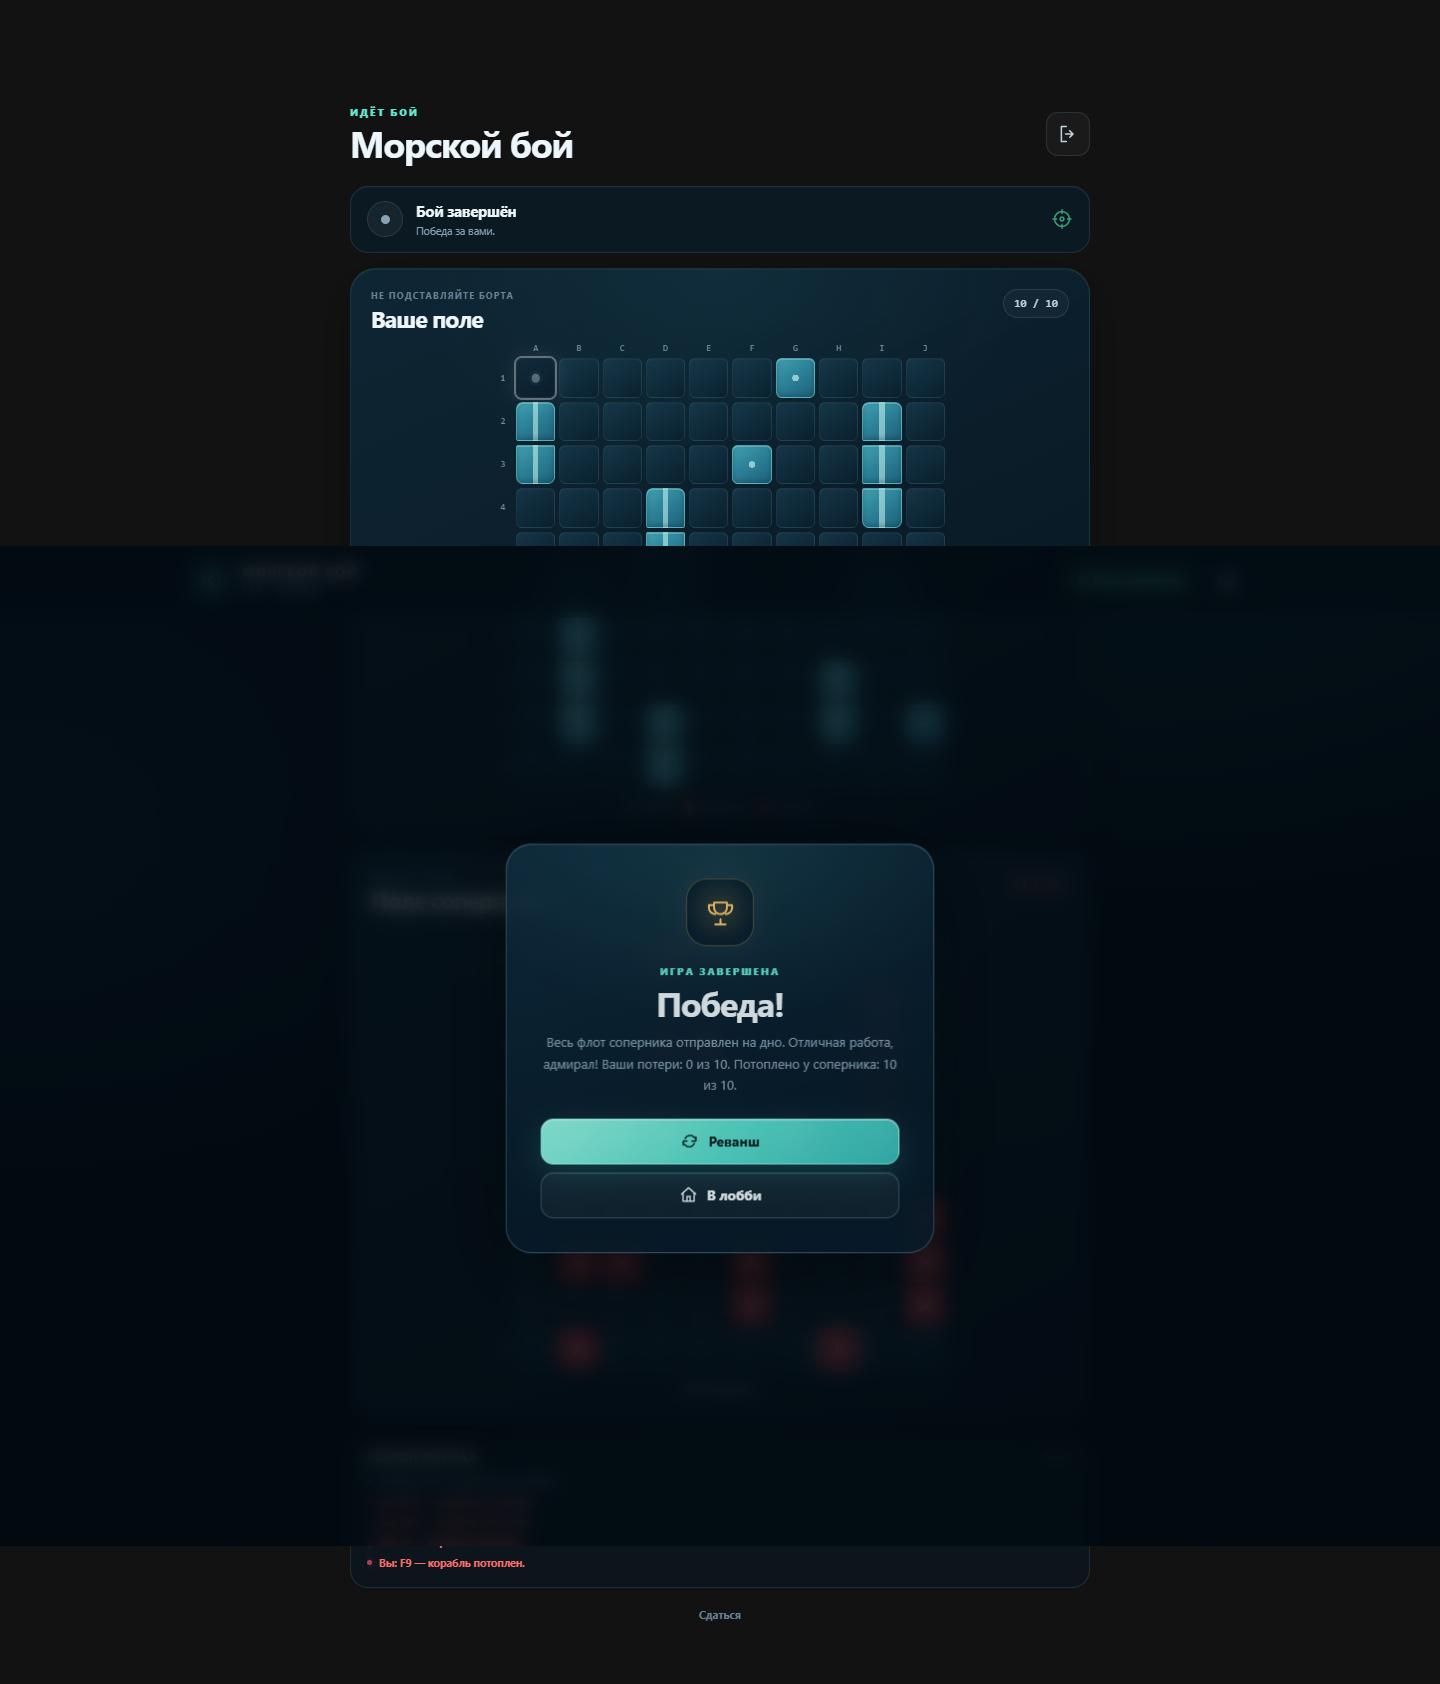 ИДЁТ БОЙ
Морской бой
Бой завершён
Победа за вами.
НЕ ПОДСТАВЛЯЙТЕ БОРТА
Ваше поле
10 / 10
A B C D E F G H I J
1
2
3
4
ИГРА ЗАВЕРШЕНА
Победа!
Весь флот соперника отправлен на дно. Отличная работа,
адмирал! Ваши потери: 0 из 10. Потоплено у соперника: 10
из 10.
Реванш
В лобби
Вы: F9 — корабль потоплен.
Сдаться